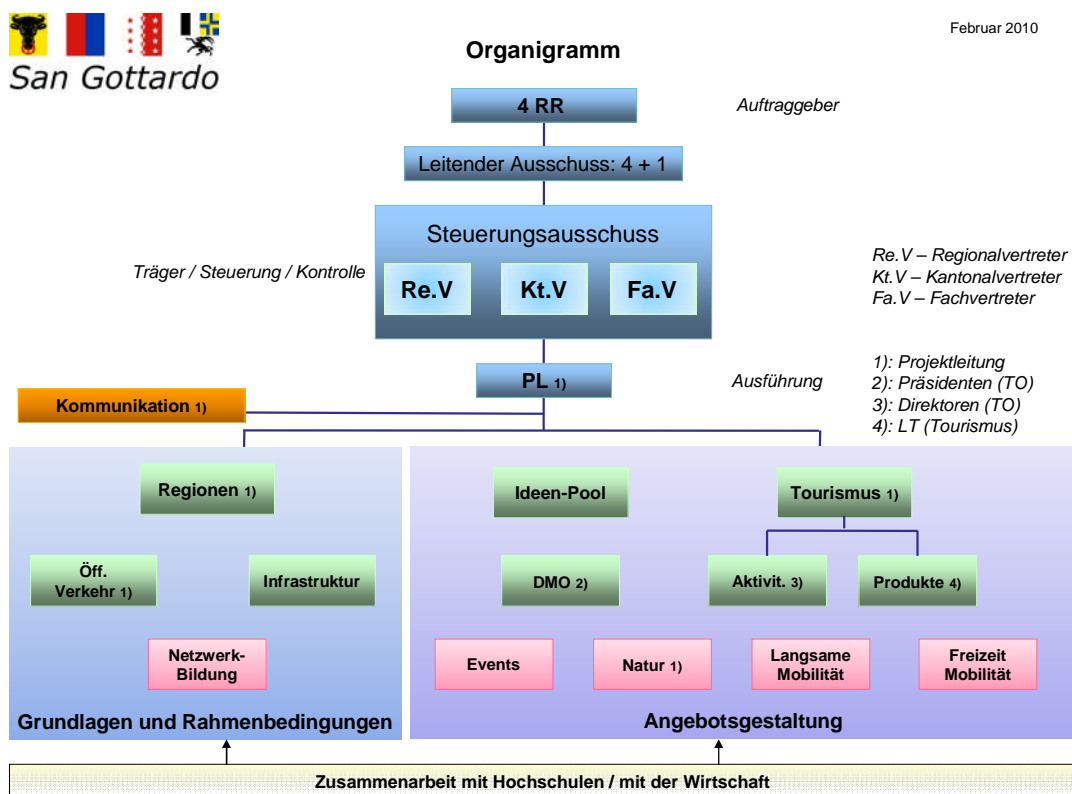 Februar 2010
San Gottardo
Organigramm
4 RR
Auftraggeber
Leitender Ausschuss: 4 + 1
Steuerungsausschuss
Träger / Steuerung / Kontrolle
Re.V
Kt.V
Fa.V
Re.V – Regionalvertreter
Kt.V – Kantonalvertreter
Fa.V – Fachvertreter
PL 1)
Ausführung
1): Projektleitung
2): Präsidenten (TO)
3): Direktoren (TO)
4): LT (Tourismus)
Kommunikation 1)
Regionen 1)
Öff.
Verkehr 1)
Infrastruktur
Netzwerk-
Bildung
Grundlagen und Rahmenbedingungen
Ideen-Pool
Tourismus 1)
DMO 2)
Aktivit. 3)
Produkte 4)
Events
Natur 1)
Langsame
Mobilität
Freizeit
Mobilität
Angebotsgestaltung
Zusammenarbeit mit Hochschulen / mit der Wirtschaft